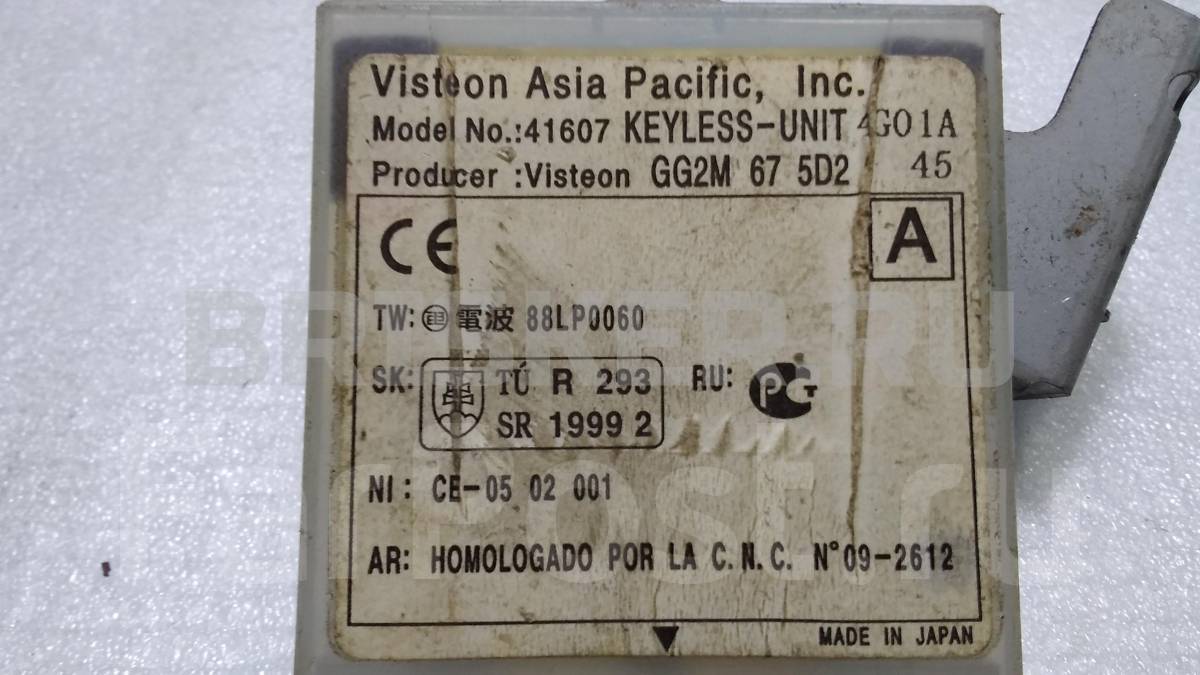 Visteon Asia Pacific, Inc.
Model No.:41607 KEYLESS-UNIT 4G01A
Producer :Visteon GG2M 67 5D2 45
CE A
TW: 電波 88LP0060
SK: TÚ R 293 RU: PCT
SR 1999 2
NI: CE-05 02 001
AR: HOMOLOGADO POR LA C.N.C. N°09-2612
MADE IN JAPAN